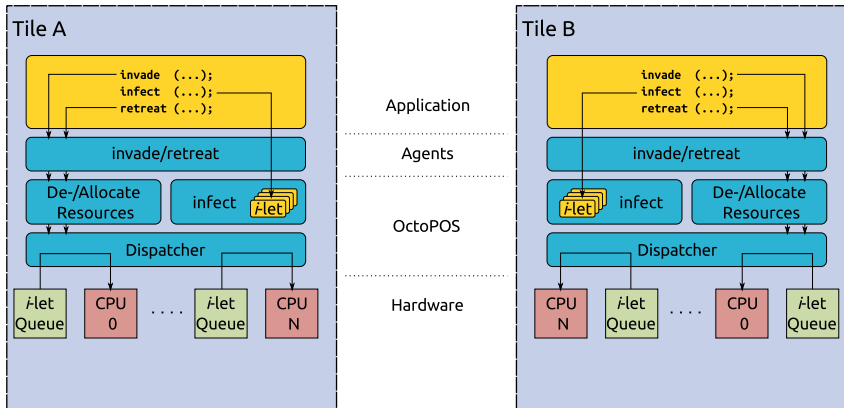 Tile A
invade (...);
infect (...);
retreat (...);
invade/retreat
De-/Allocate
Resources
infect
i-let
Dispatcher
i-let
Queue
CPU
0
. . . .
i-let
Queue
CPU
N
Application
Agents
OctoPOS
Hardware
Tile B
invade (...);
infect (...);
retreat (...);
invade/retreat
i-let
infect
De-/Allocate
Resources
Dispatcher
CPU
N
i-let
Queue
. . . .
CPU
0
i-let
Queue